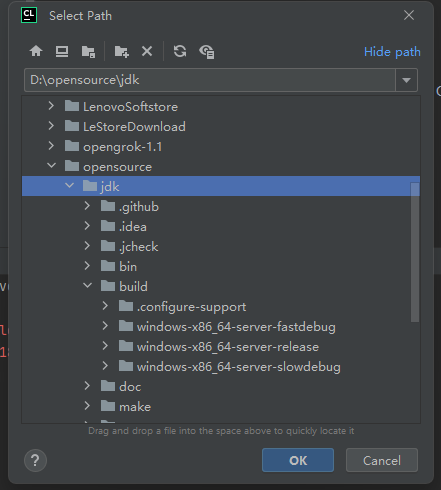 CL Select Path
Hide path
D:\opensource\jdk
LenovoSoftstore
LeStoreDownload
opengrok-1.1
opensource
jdk
.github
.idea
.jcheck
bin
build
.configure-support
windows-x86_64-server-fastdebug
windows-x86_64-server-release
windows-x86_64-server-slowdebug
doc
make
Drag and drop a file into the space above to quickly locate it
? OK Cancel